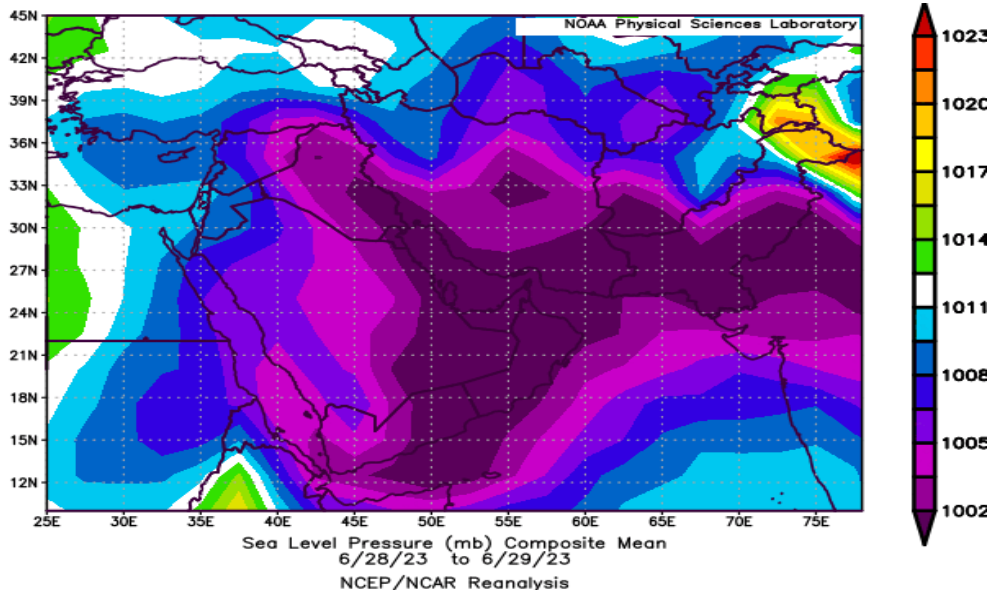 NOAA Physical Sciences Laboratory
45N
42N
39N
36N
33N
30N
27N
24N
21N
18N
15N
12N
25E 30E 35E 40E 45E 50E 55E 60E 65E 70E 75E
1023
1020
1017
1014
1011
1008
1005
1002
Sea Level Pressure (mb) Composite Mean
6/28/23 to 6/29/23
NCEP/NCAR Reanalysis